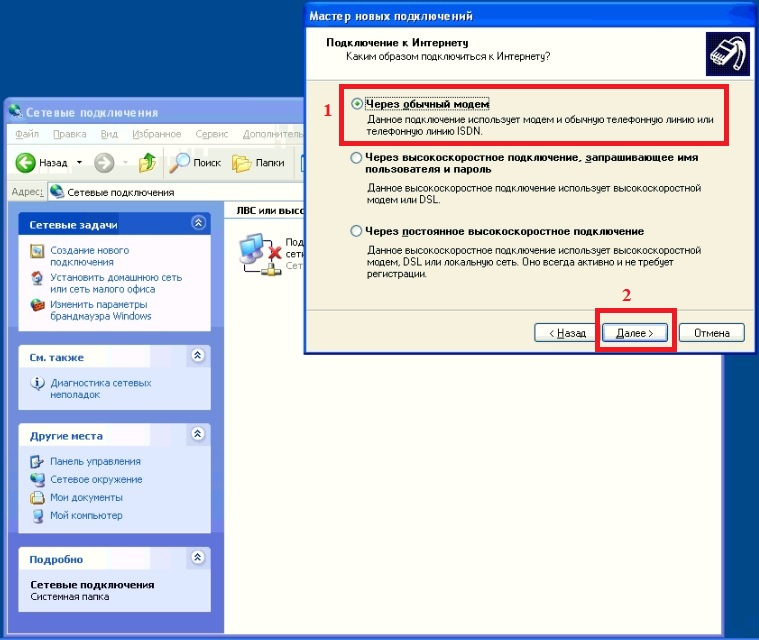 Мастер новых подключений
Подключение к Интернету
Каким образом подключиться к Интернету?
1
Через обычный модем
Данное подключение использует модем и обычную телефонную линию или
телефонную линию ISDN.
Через высокоскоростное подключение, запрашивающее имя
пользователя и пароль
Данное высокоскоростное подключение использует высокоскоростной
модем или DSL.
Через постоянное высокоскоростное подключение
Данное высокоскоростное подключение использует высокоскоростной
модем, DSL или локальную сеть. Оно всегда активно и не требует
регистрации.
2
< Назад
Далее >
Отмена
Сетевые подключения
Файл Правка Вид Избранное Сервис Дополнитель
Назад Поиск Папки
Адрес: Сетевые подключения
Сетевые задачи
Создание нового
подключения
Установить домашнюю сеть
или сеть малого офиса
Изменить параметры
брандмауэра Windows
См. также
Диагностика сетевых
неполадок
Другие места
Панель управления
Сетевое окружение
Мои документы
Мой компьютер
Подробно
Сетевые подключения
Системная папка
ЛВС или высо
Под
сети
Сет